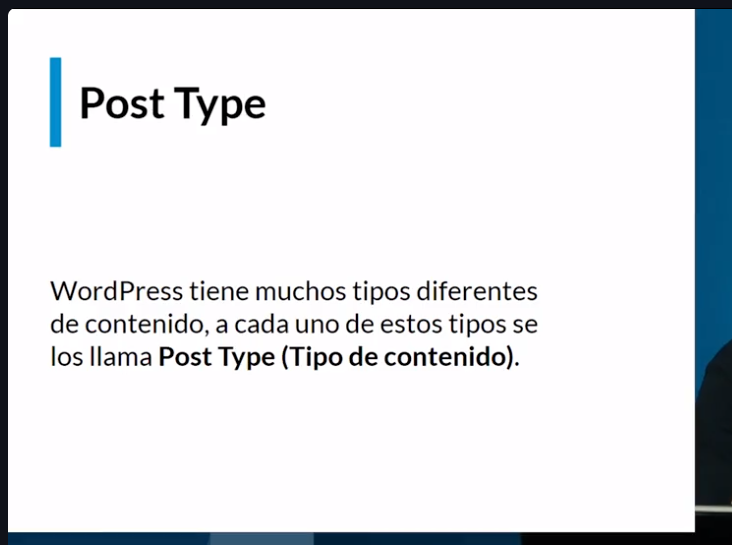 Post Type
WordPress tiene muchos tipos diferentes
de contenido, a cada uno de estos tipos se
los llama Post Type (Tipo de contenido).